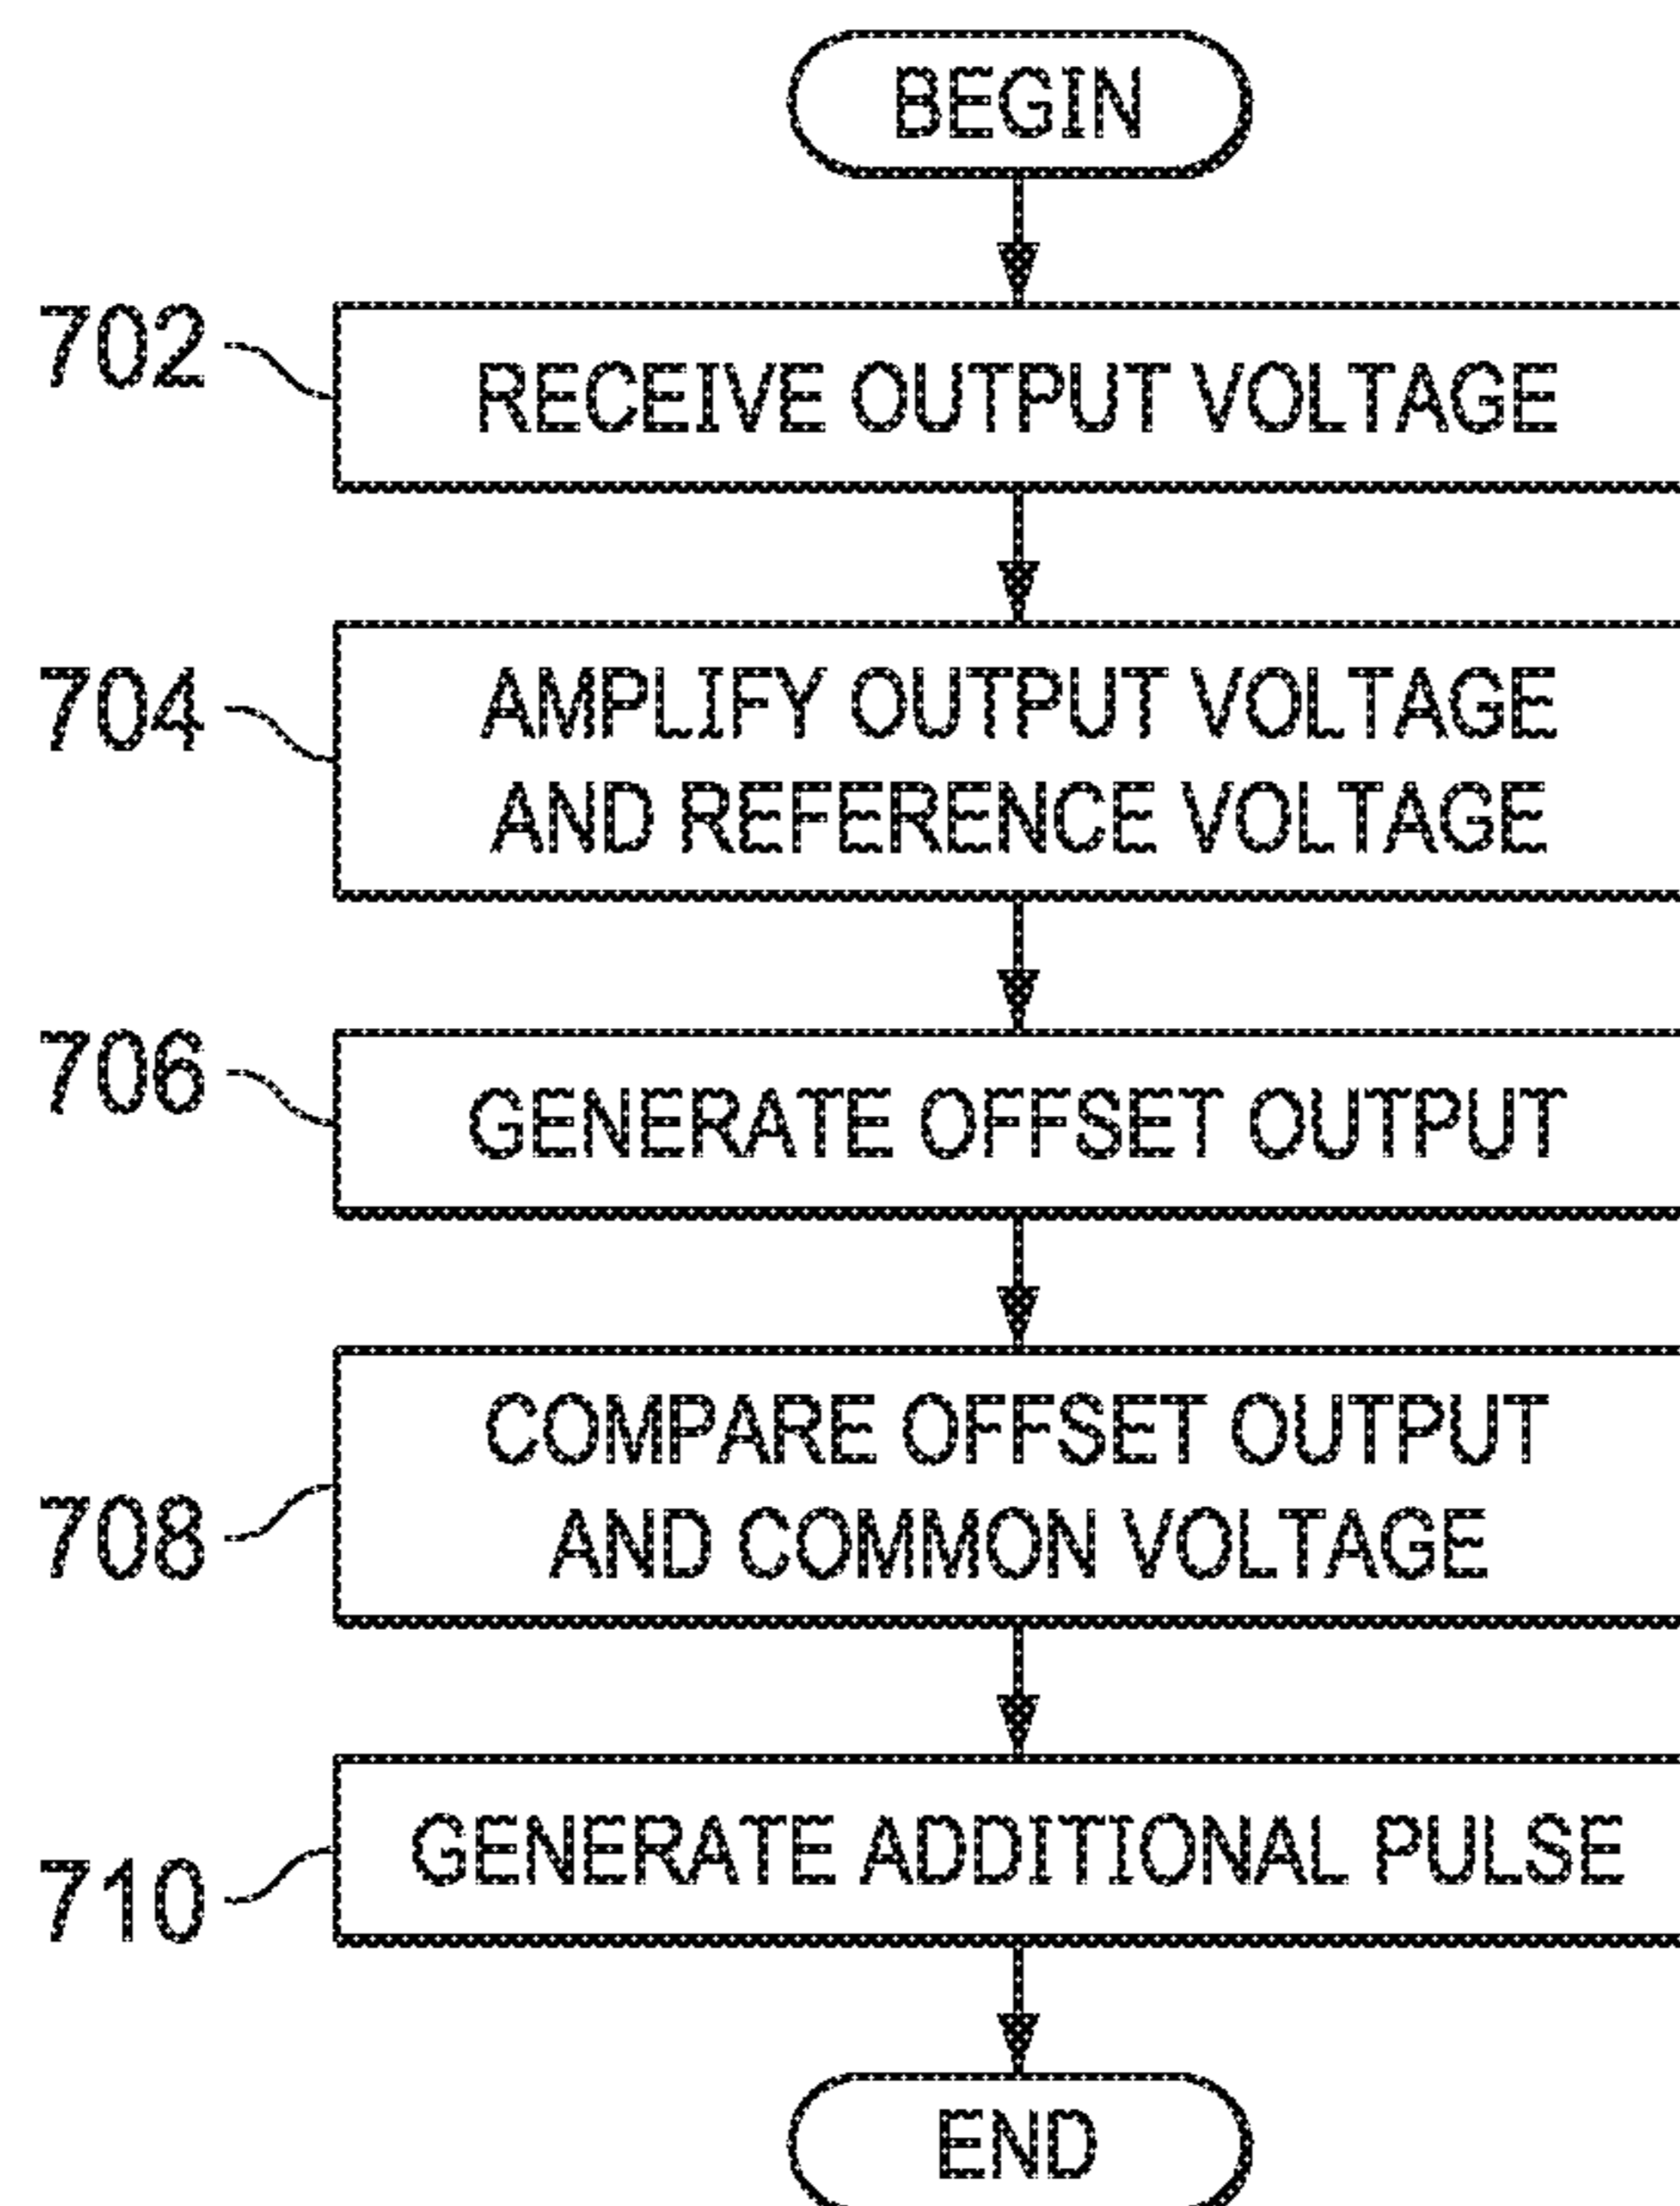 BEGIN
702
RECEIVE OUTPUT VOLTAGE
704
AMPLIFY OUTPUT VOLTAGE
AND REFERENCE VOLTAGE
706
GENERATE OFFSET OUTPUT
708
COMPARE OFFSET OUTPUT
AND COMMON VOLTAGE
710
GENERATE ADDITIONAL PULSE
END